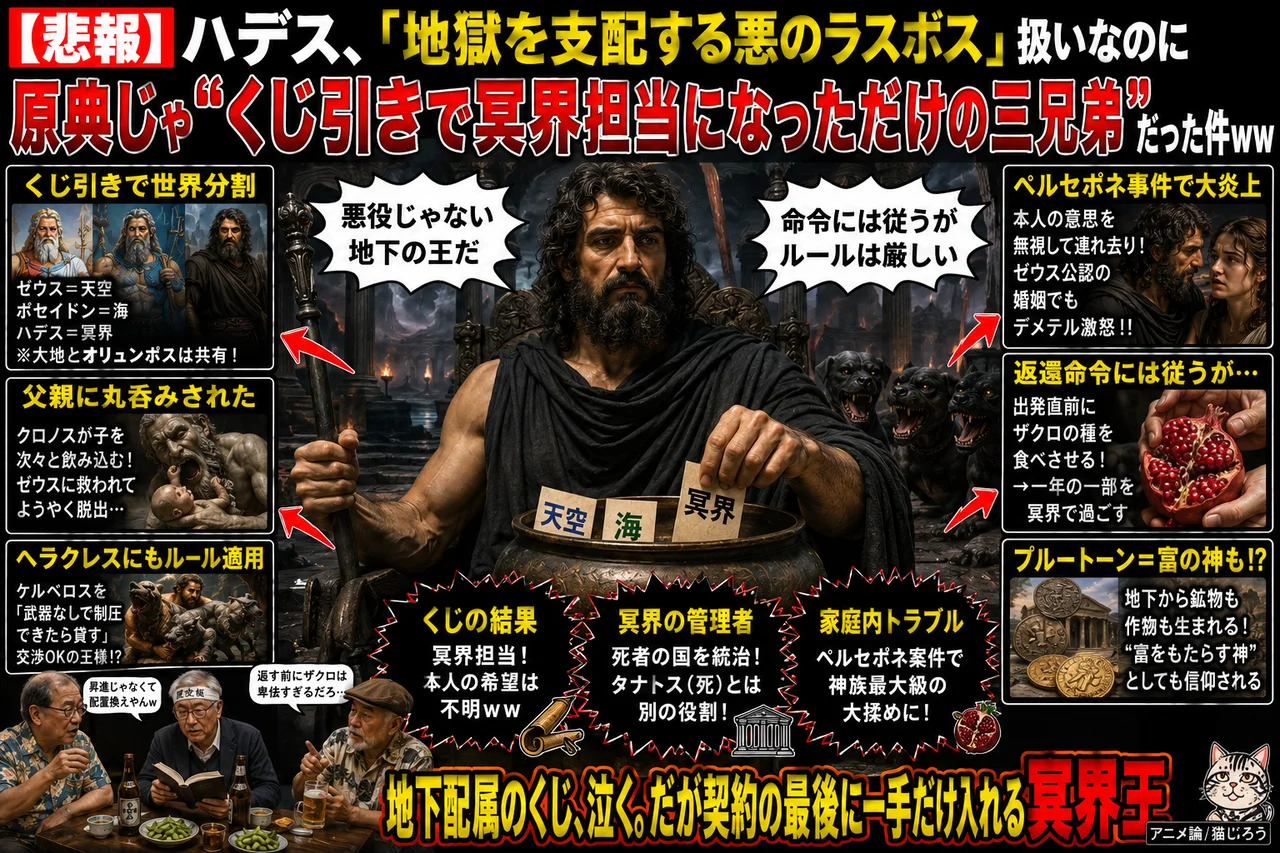 【悲報】ハデス、「地獄を支配する悪のラスボス」扱いなのに
原典じゃ“くじ引きで冥界担当になっただけの三兄弟”だった件ww
くじ引きで世界分割
ゼウス＝天空
ポセイドン＝海
ハデス＝冥界
※大地とオリュンポスは共有！
父親に丸呑みされた
クロノスが子を
次々と飲み込む！
ゼウスに救われて
ようやく脱出…
ヘラクレスにもルール適用
ケルベロスを
「武器なしで制圧
できたら貸す」
交渉OKの王様!?
悪役じゃない
地下の王だ
命令には従うが
ルールは厳しい
天空
海
冥界
ペルセポネ事件で大炎上
本人の意思を
無視して連れ去り！
ゼウス公認の
婚姻でも
デメテル激怒!!
返還命令には従うが…
出発直前に
ザクロの種を
食べさせる！
→一年の一部を
冥界で過ごす
プルートーン＝富の神も!?
地下から鉱物も
作物も生まれる！
“富をもたらす神”
としても信仰される
くじの結果
冥界担当！
本人の希望は
不明ww
冥界の管理者
死者の国を統治！
タナトス（死）とは
別の役割！
家庭内トラブル
ペルセポネ案件で
神族最大級の
大揉めに！
昇進じゃなくて
配置換えやんw
返す前にザクロは
卑怯すぎるだろ…
地下配属のくじ、泣く。だが契約の最後に一手だけ入れる冥界王
アニメ論/猫じろう